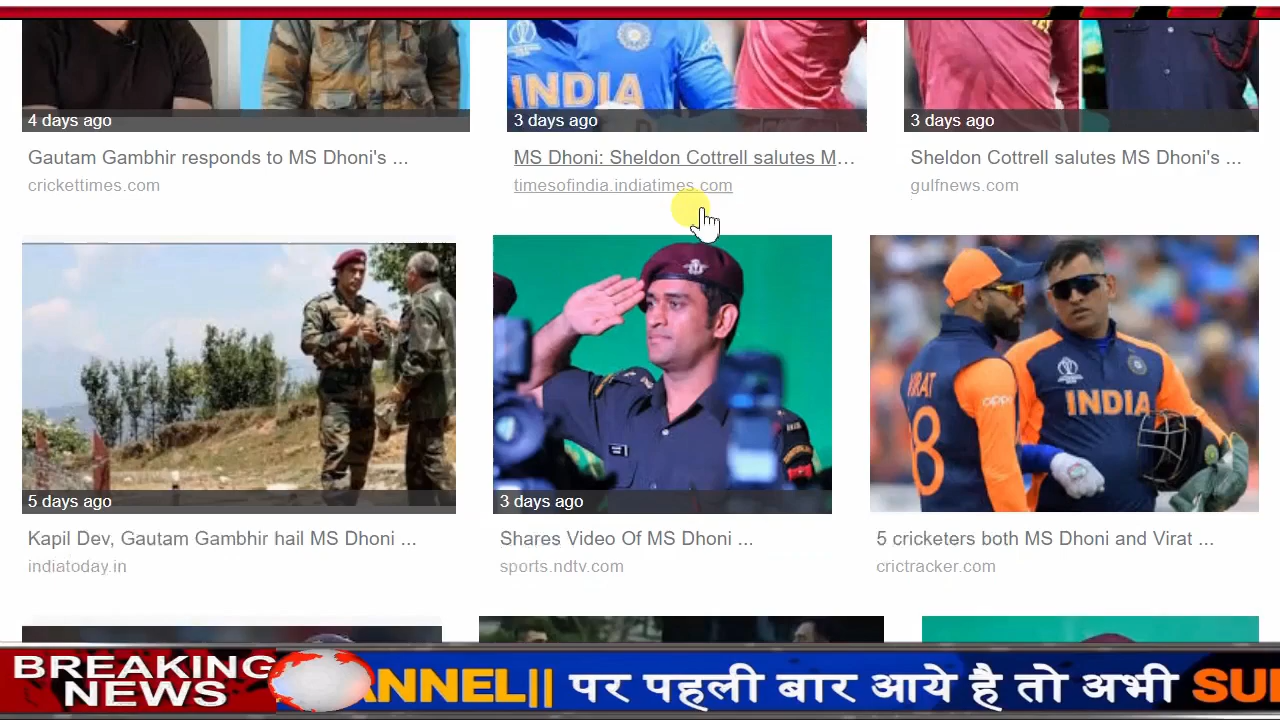 INDIA
4 days ago
3 days ago
3 days ago
Gautam Gambhir responds to MS Dhoni's ...
MS Dhoni: Sheldon Cottrell salutes M...
Sheldon Cottrell salutes MS Dhoni's ...
crickettimes.com
timesofindia.indiatimes.com
gulfnews.com
VIRAT
8
oppo
INDIA
5 days ago
3 days ago
Kapil Dev, Gautam Gambhir hail MS Dhoni ...
Shares Video Of MS Dhoni ...
5 cricketers both MS Dhoni and Virat ...
indiatoday.in
sports.ndtv.com
crictracker.com
BREAKING
NEWS
ANNEL|| पर पहली बार आये है तो अभी SU